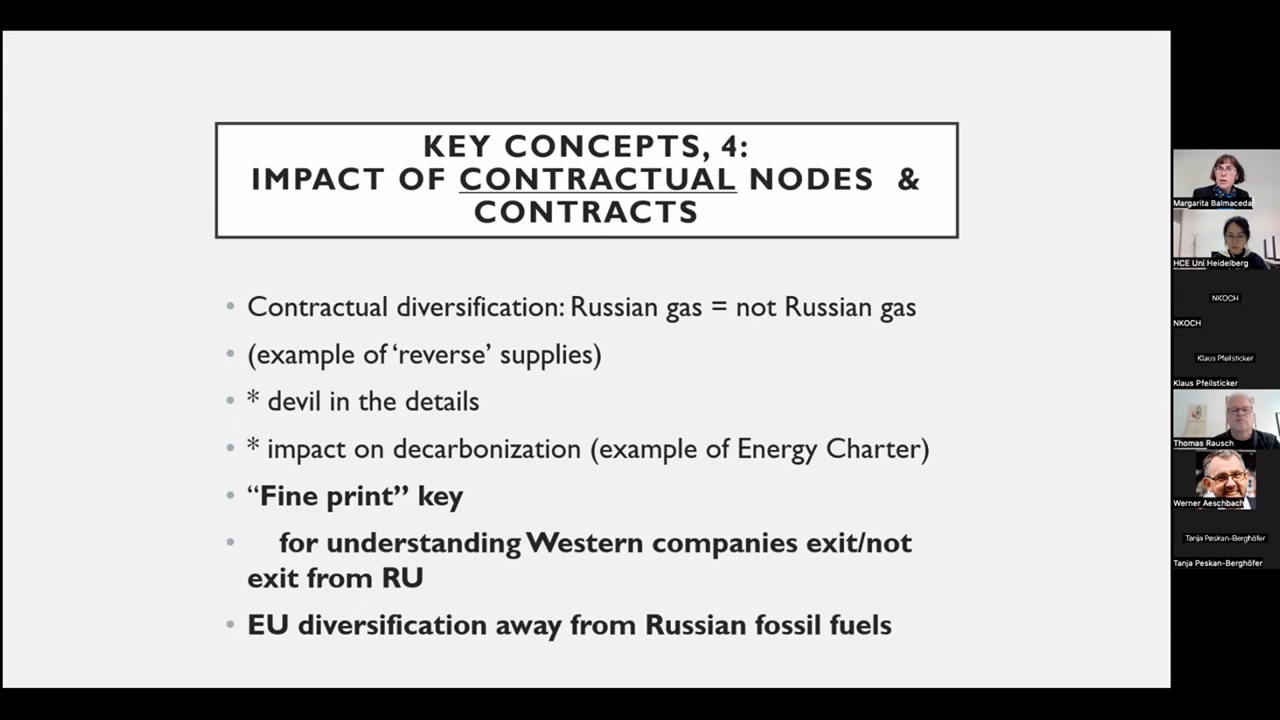 KEY CONCEPTS, 4:
IMPACT OF CONTRACTUAL NODES &
CONTRACTS
• Contractual diversification: Russian gas = not Russian gas
• (example of ‘reverse’ supplies)
• * devil in the details
• * impact on decarbonization (example of Energy Charter)
• “Fine print” key
• for understanding Western companies exit/not
exit from RU
• EU diversification away from Russian fossil fuels
Margarita Balmaceda
HCE Uni Heidelberg
NKOCH
NKOCH
Klaus Pfeilsticker
Klaus Pfeilsticker
Thomas Rausch
Werner Aeschbach
Tanja Peskan-Berghöfer
Tanja Peskan-Berghöfer